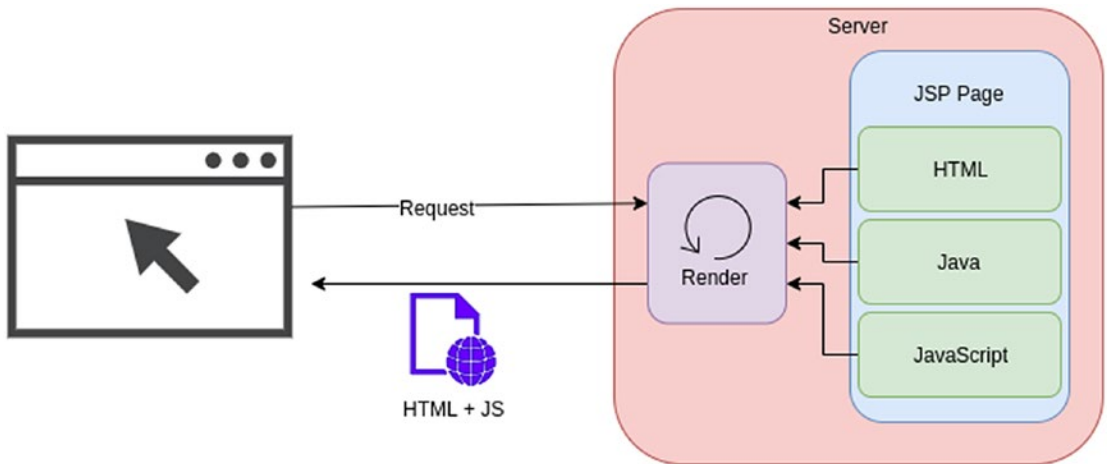 Server
JSP Page
HTML
Request
Java
Render
JavaScript
HTML + JS